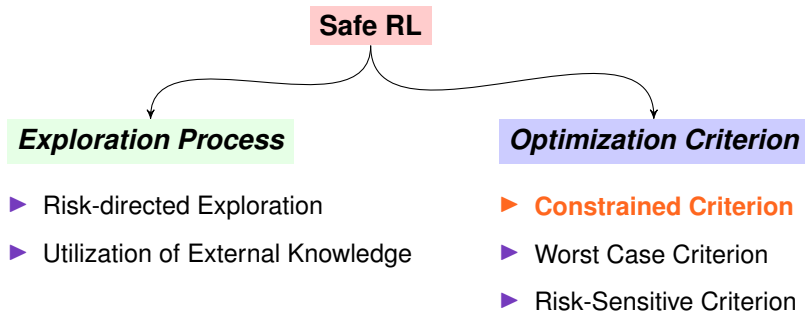 Safe RL
Exploration Process
Risk-directed Exploration
Utilization of External Knowledge
Optimization Criterion
Constrained Criterion
Worst Case Criterion
Risk-Sensitive Criterion